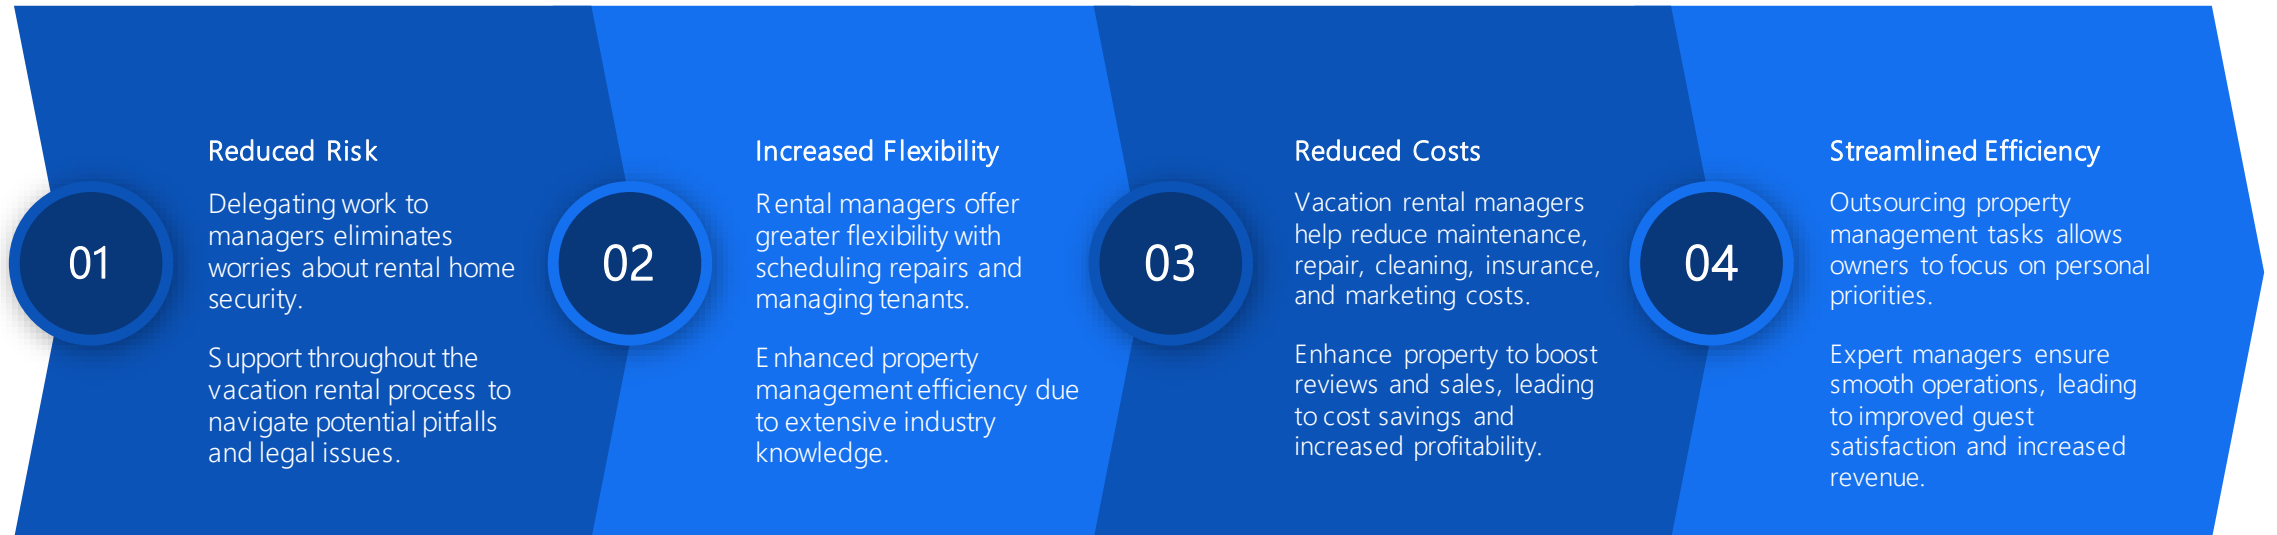 01
Reduced Risk
Delegating work to
managers eliminates
worries about rental home
security.
Support throughout the
vacation rental process to
navigate potential pitfalls
and legal issues.
02
Increased Flexibility
Rental managers offer
greater flexibility with
scheduling repairs and
managing tenants.
Enhanced property
management efficiency due
to extensive industry
knowledge.
03
Reduced Costs
Vacation rental managers
help reduce maintenance,
repair, cleaning, insurance,
and marketing costs.
Enhance property to boost
reviews and sales, leading
to cost savings and
increased profitability.
04
Streamlined Efficiency
Outsourcing property
management tasks allows
owners to focus on personal
priorities.
Expert managers ensure
smooth operations, leading
to improved guest
satisfaction and increased
revenue.